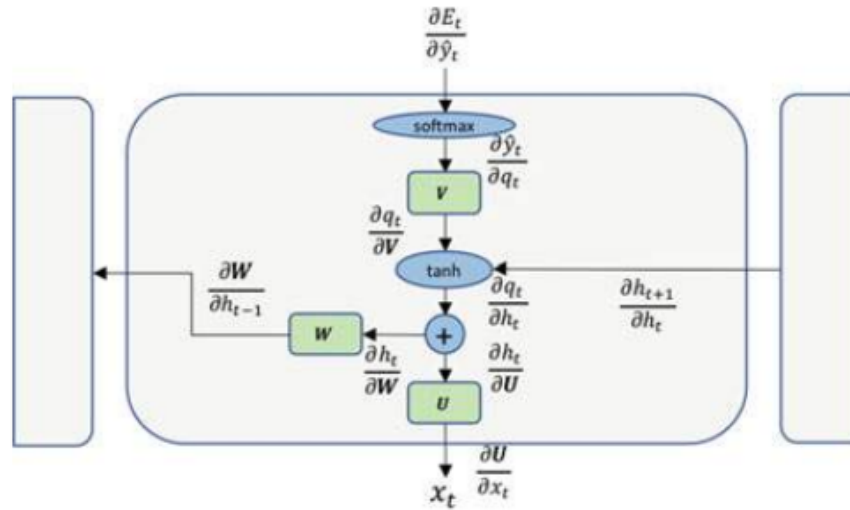 ∂E_t/∂ŷ_t
softmax
∂ŷ_t/∂q_t
V
∂q_t/∂V
tanh
∂W/∂h_{t−1}
∂q_t/∂h_t
∂h_{t+1}/∂h_t
W
+
∂h_t/∂W
∂h_t/∂U
U
∂U/∂x_t
x_t